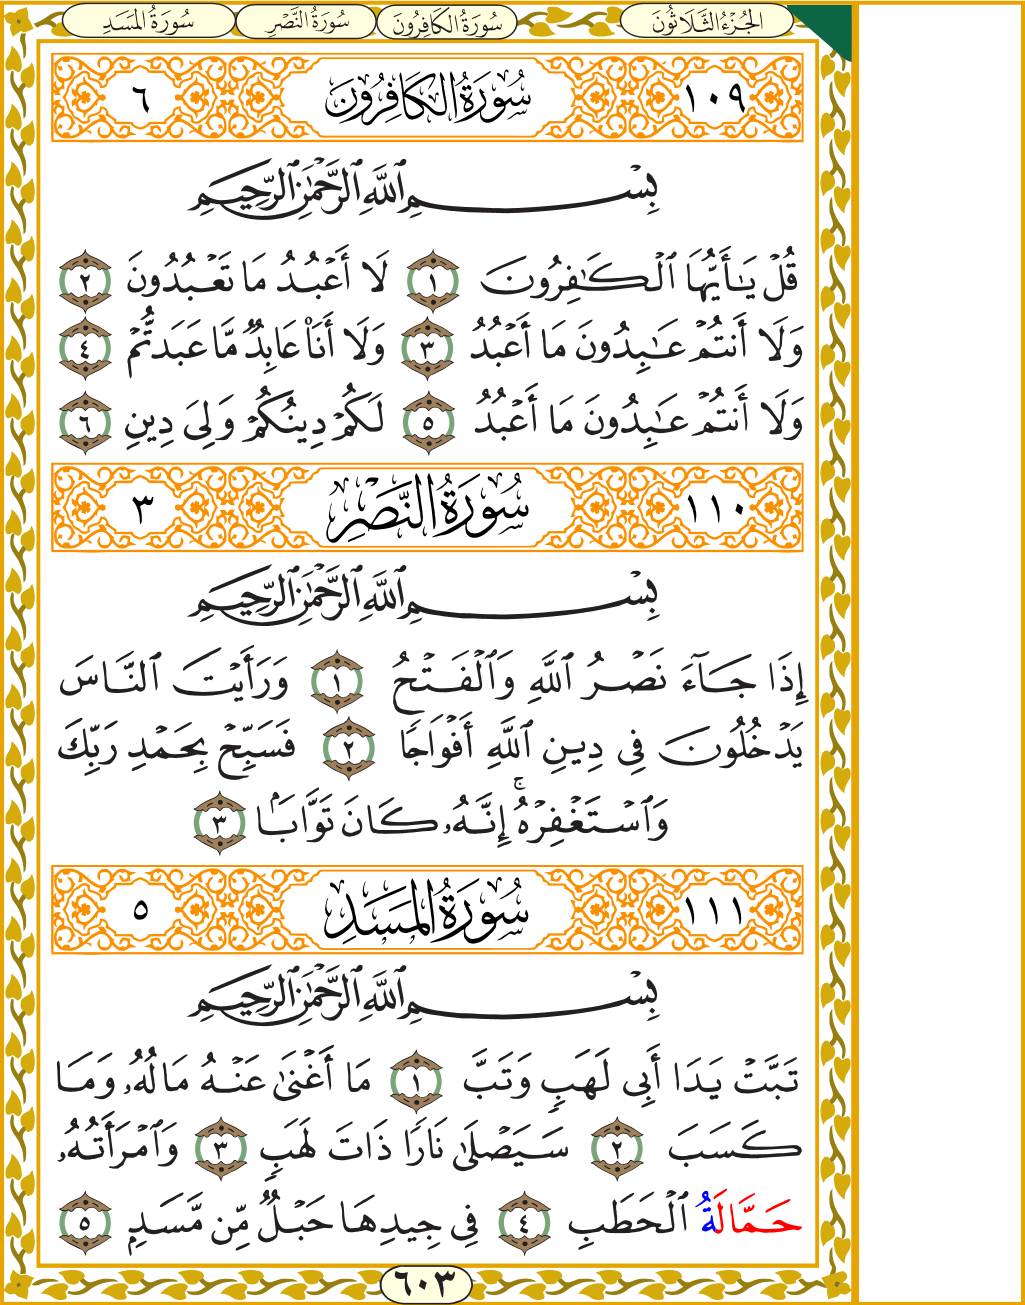 الجُزْءُ الثَّلَاثُونَ سُورَةُ الكَافِرُونَ سُورَةُ النَّصْرِ سُورَةُ المَسَدِ
١٠٩ سُورَةُ الكَافِرُونَ ٦
بِسْمِ ٱللَّهِ ٱلرَّحْمَٰنِ ٱلرَّحِيمِ
قُلْ يَٰٓأَيُّهَا ٱلْكَٰفِرُونَ ١ لَآ أَعْبُدُ مَا تَعْبُدُونَ ٢
وَلَآ أَنتُمْ عَٰبِدُونَ مَآ أَعْبُدُ ٣ وَلَآ أَنَا۠ عَابِدٌ مَّا عَبَدتُّمْ ٤
وَلَآ أَنتُمْ عَٰبِدُونَ مَآ أَعْبُدُ ٥ لَكُمْ دِينُكُمْ وَلِيَ دِينِ ٦
١١٠ سُورَةُ النَّصْرِ ٣
بِسْمِ ٱللَّهِ ٱلرَّحْمَٰنِ ٱلرَّحِيمِ
إِذَا جَآءَ نَصْرُ ٱللَّهِ وَٱلْفَتْحُ ١ وَرَأَيْتَ ٱلنَّاسَ
يَدْخُلُونَ فِي دِينِ ٱللَّهِ أَفْوَاجًا ٢ فَسَبِّحْ بِحَمْدِ رَبِّكَ
وَٱسْتَغْفِرْهُۚ إِنَّهُۥ كَانَ تَوَّابَۢا ٣
١١١ سُورَةُ المَسَدِ ٥
بِسْمِ ٱللَّهِ ٱلرَّحْمَٰنِ ٱلرَّحِيمِ
تَبَّتْ يَدَآ أَبِي لَهَبٍ وَتَبَّ ١ مَآ أَغْنَىٰ عَنْهُ مَالُهُۥ وَمَا
كَسَبَ ٢ سَيَصْلَىٰ نَارًا ذَاتَ لَهَبٍ ٣ وَٱمْرَأَتُهُۥ
حَمَّالَةُ ٱلْحَطَبِ ٤ فِي جِيدِهَا حَبْلٌ مِّن مَّسَدٍۭ ٥
٦٠٣